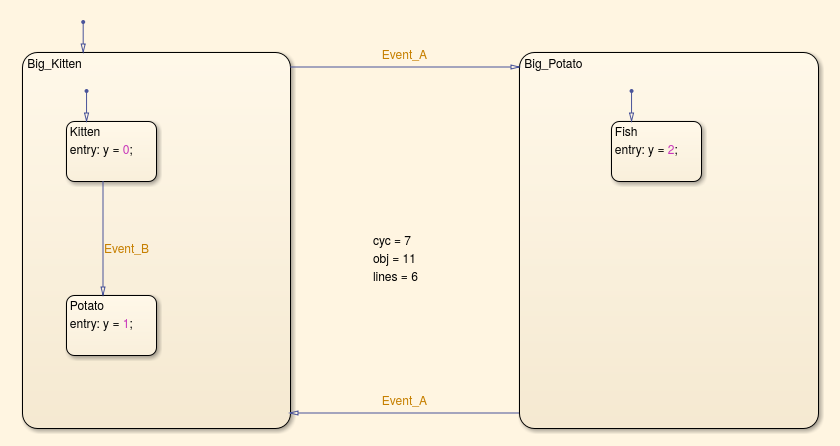 Event_A
Big_Kitten
Big_Potato
Kitten
entry: y = 0;
Fish
entry: y = 2;
Event_B
cyc = 7
obj = 11
lines = 6
Potato
entry: y = 1;
Event_A